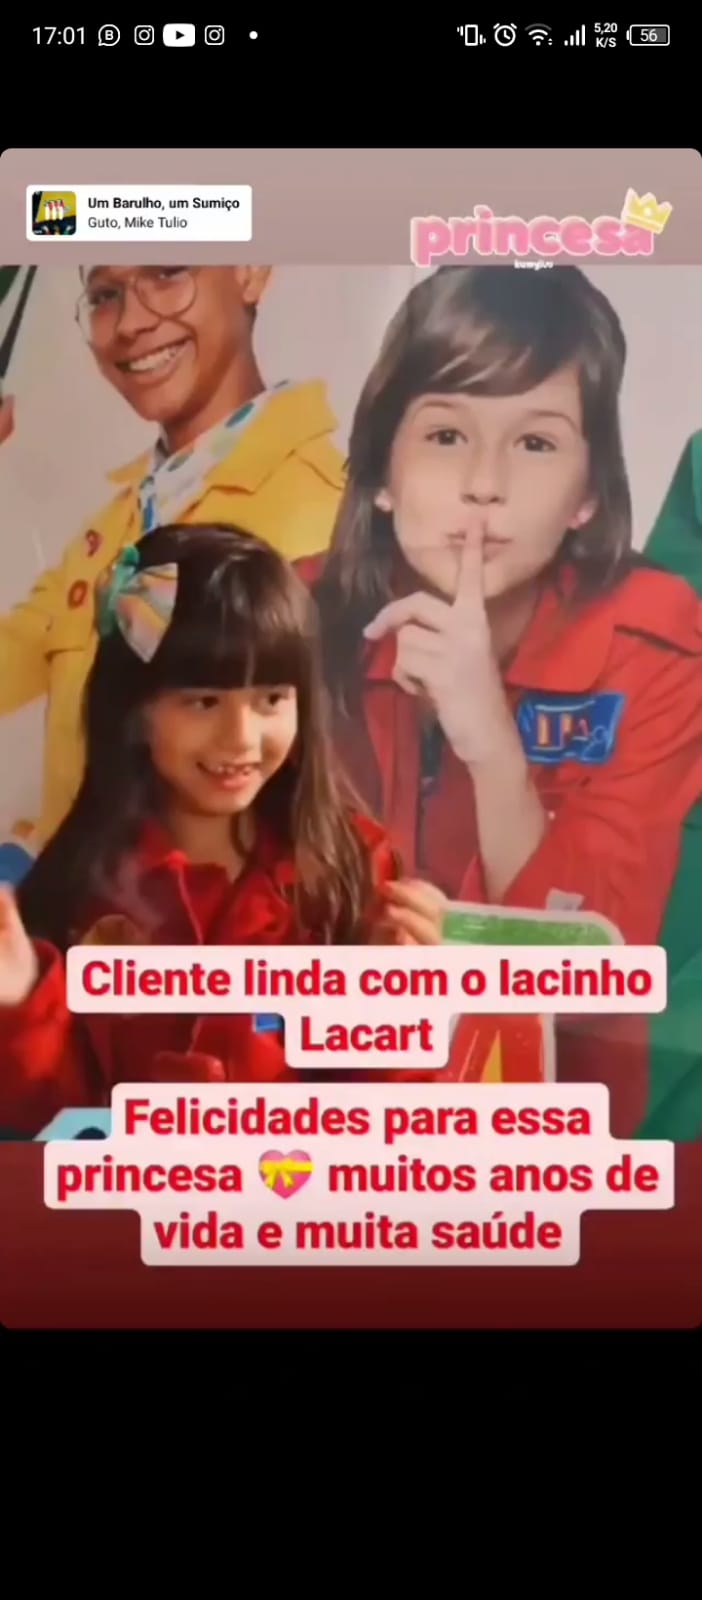 17:01
5,20
K/S
56
Um Barulho, um Sumiço
Guto, Mike Tulio
princesa
Cliente linda com o lacinho
Lacart
Felicidades para essa
princesa 💝 muitos anos de
vida e muita saúde